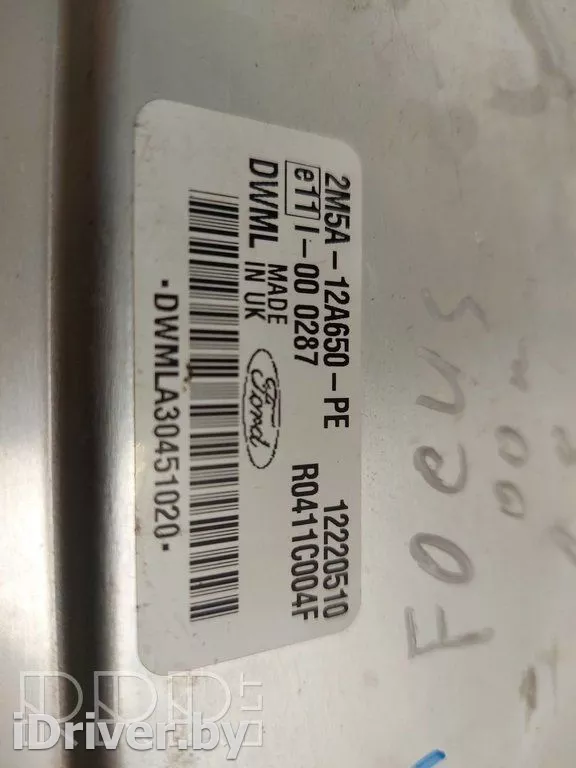 2M5A-12A650-PE 12220510
e11 I-00 0287 R0411C004F
DWML MADE IN UK Ford
-DWMLA30451020-
FOCUS
iDriver.by